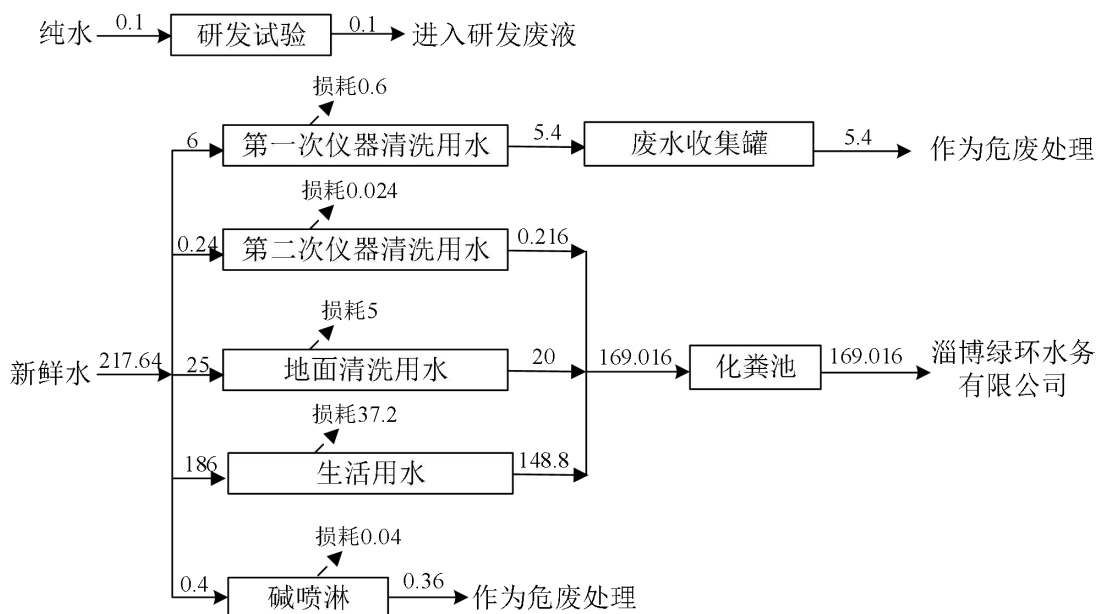 纯水 0.1 研发试验 0.1 进入研发废液
损耗0.6
6 第一次仪器清洗用水 5.4 废水收集罐 5.4 作为危废处理
损耗0.024
0.24 第二次仪器清洗用水 0.216
损耗5
新鲜水 217.64 25 地面清洗用水 20 169.016 化粪池 169.016 淄博绿环水务
有限公司
损耗37.2
186 生活用水 148.8
损耗0.04
0.4 碱喷淋 0.36 作为危废处理